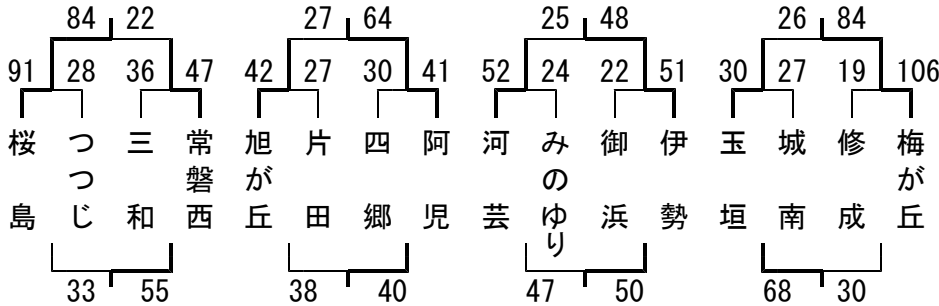 84 22 27 64 25 48 26 84
91 28 36 47 42 27 30 41 52 24 22 51 30 27 19 106
桜島 つつじ 三和 常磐西 旭が丘 片田 四郷 阿児 河芸 みのゆり 御浜 伊勢 玉垣 城南 修成 梅が丘
33 55 38 40 47 50 68 30